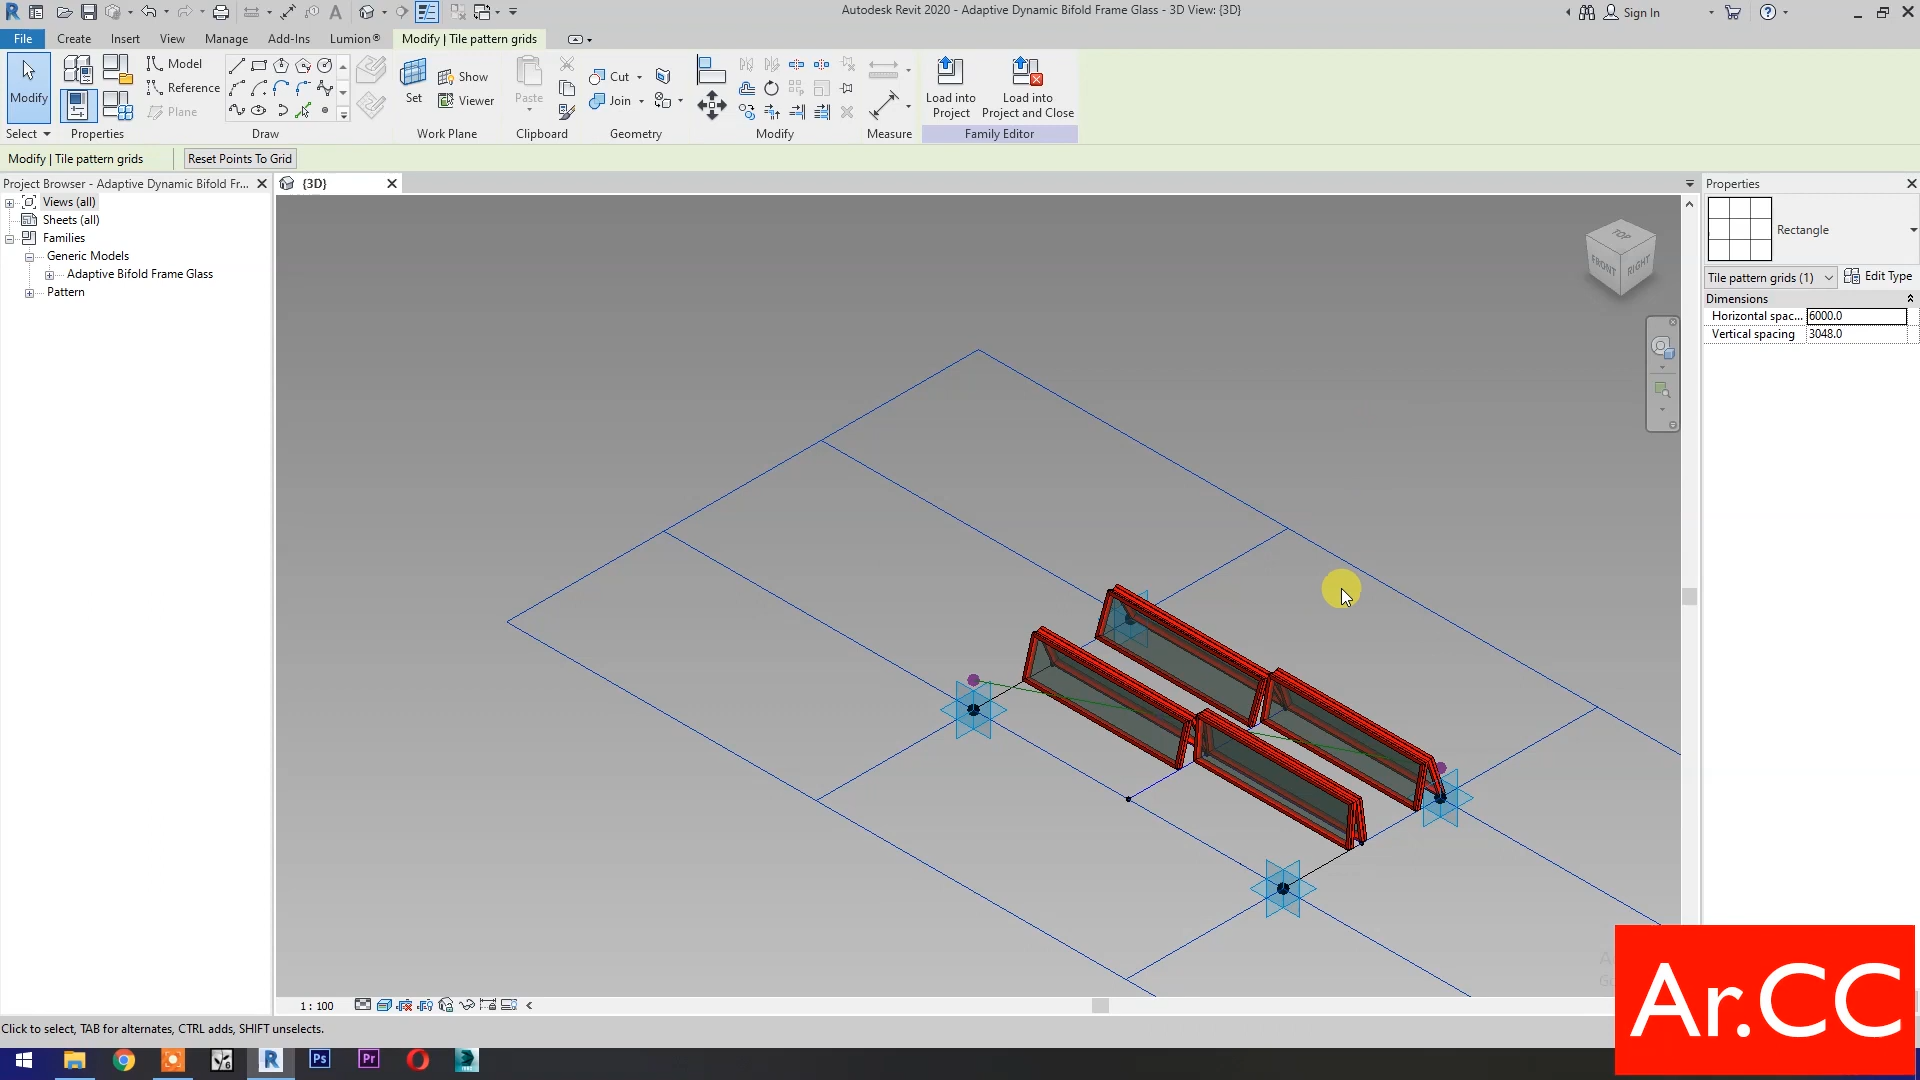 Autodesk Revit 2020 - Adaptive Dynamic Bifold Frame Glass - 3D View: {3D}
Sign In
File
Create
Insert
View
Manage
Add-Ins
Lumion®
Modify | Tile pattern grids
Modify
Model
Reference
Plane
Set
Show
Viewer
Paste
Cut
Join
Load into
Project
Load into
Project and Close
Select
Properties
Draw
Work Plane
Clipboard
Geometry
Modify
Measure
Family Editor
Modify | Tile pattern grids
Reset Points To Grid
Project Browser - Adaptive Dynamic Bifold Fr...
{3D}
Properties
Views (all)
Sheets (all)
Families
Generic Models
Adaptive Bifold Frame Glass
Pattern
TOP
FRONT
RIGHT
Rectangle
Tile pattern grids (1)
Edit Type
Dimensions
Horizontal spac...
6000.0
Vertical spacing
3048.0
1 : 100
Click to select, TAB for alternates, CTRL adds, SHIFT unselects.
Ar.CC
R
Ps
Pr